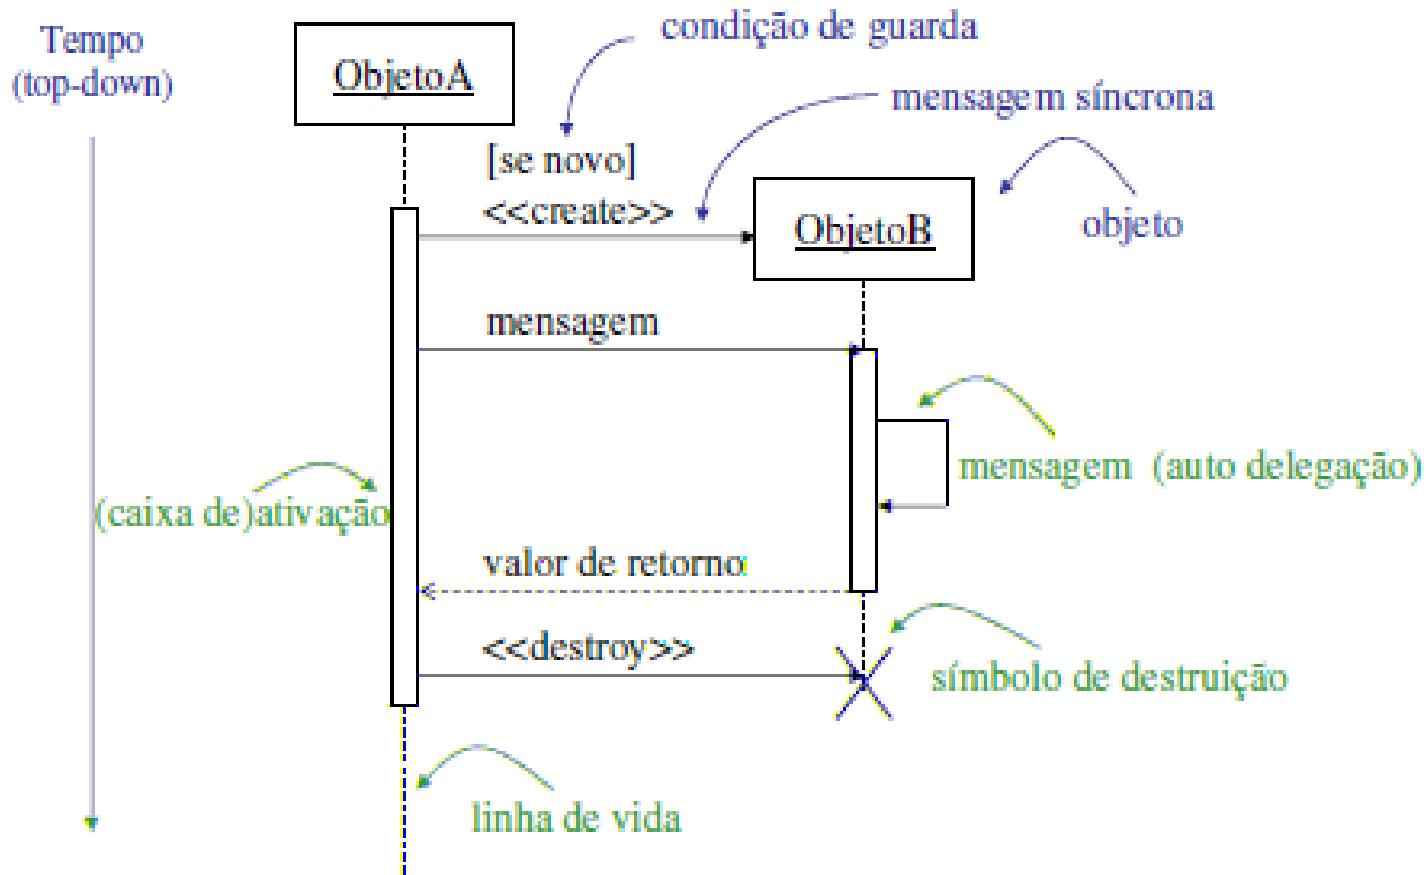 Tempo
(top-down)
ObjetoA
condição de guarda
mensagem síncrona
[se novo]
<<create>>
ObjetoB
objeto
mensagem
mensagem (auto delegação)
(caixa de)ativação
valor de retorno
<<destroy>>
símbolo de destruição
linha de vida